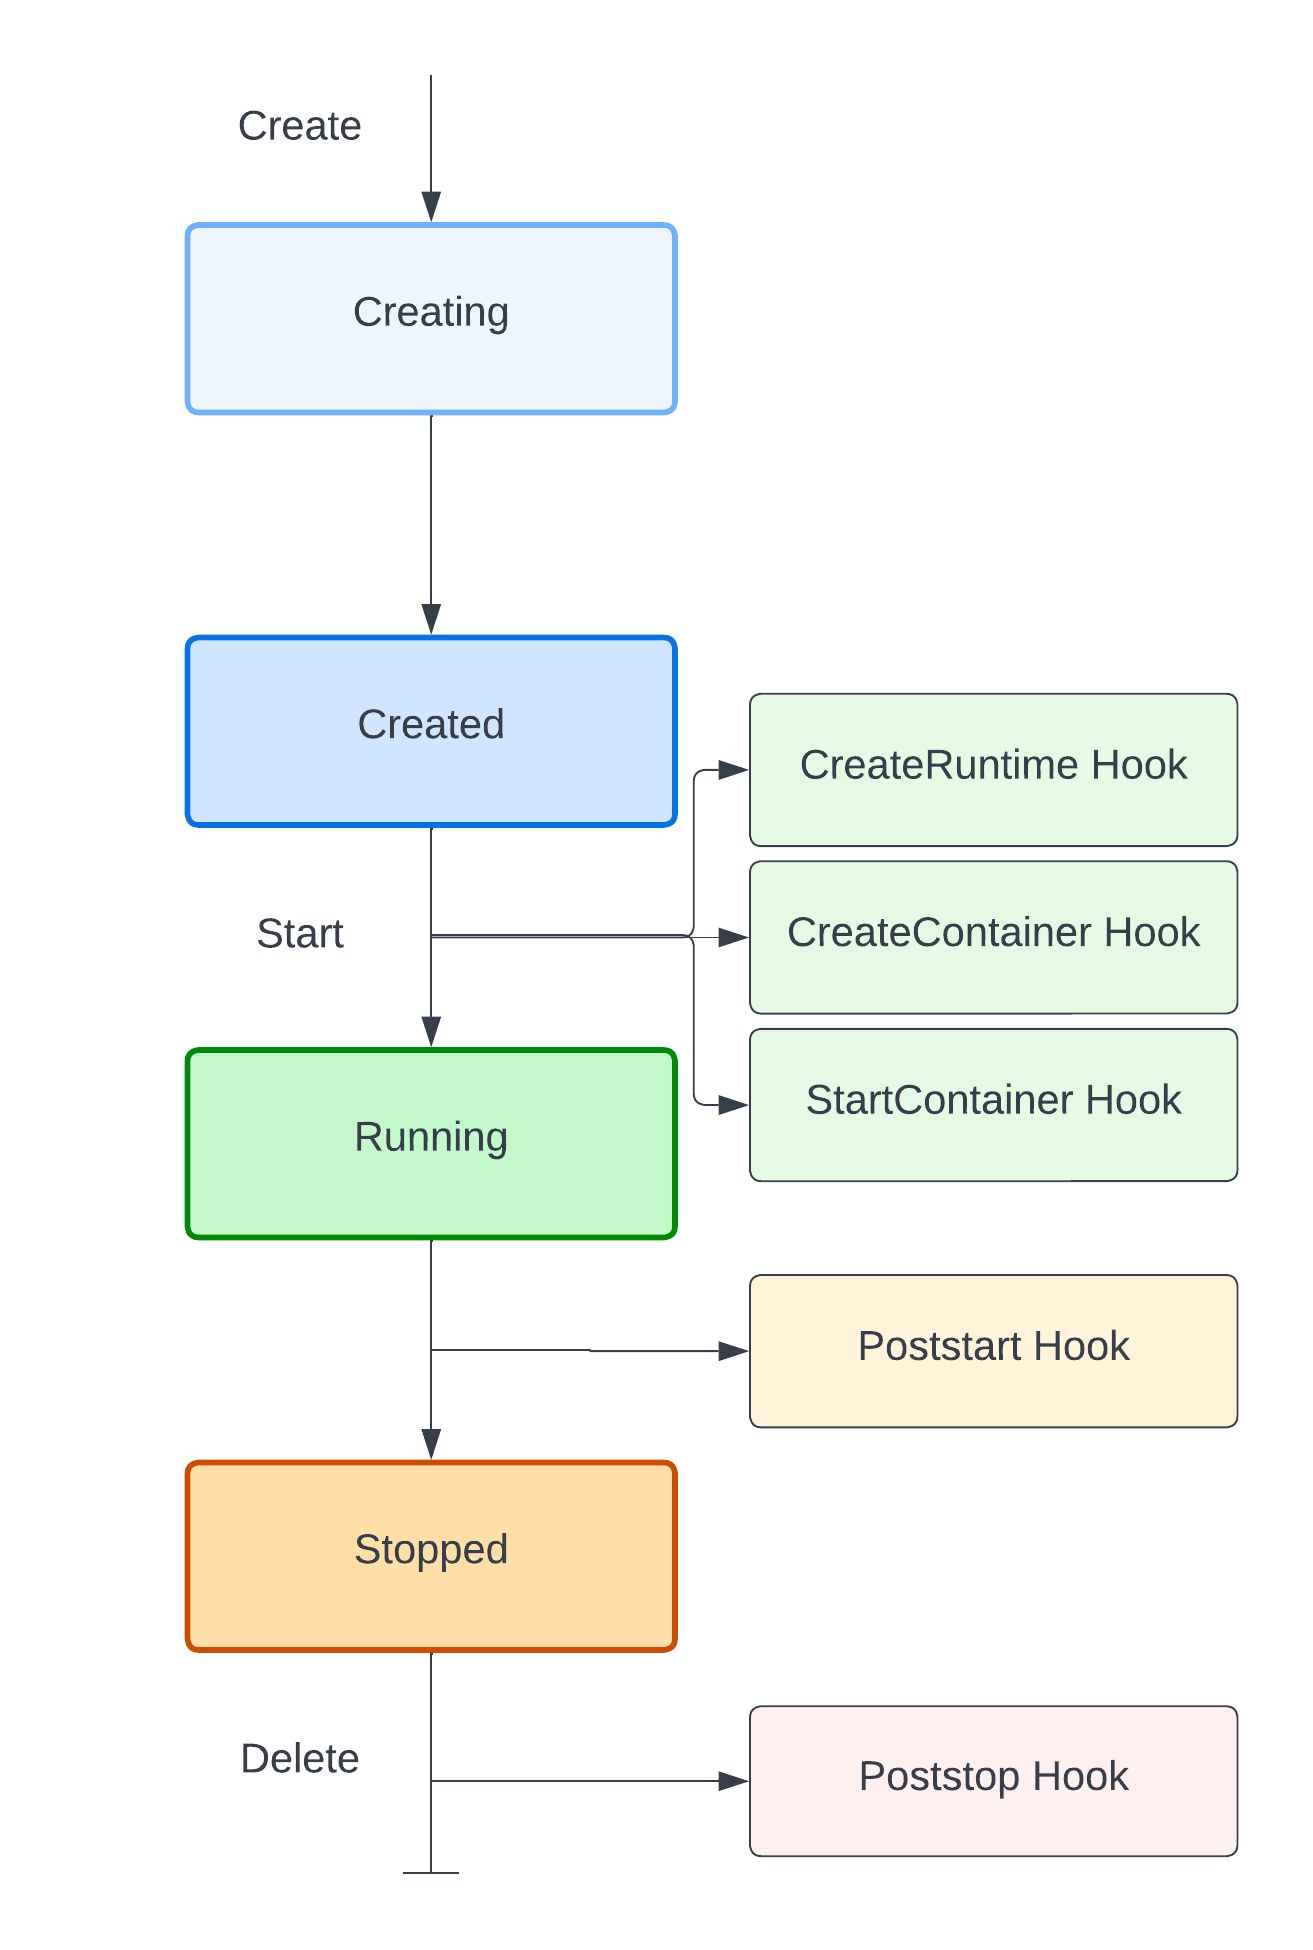 Create
Creating
Created
CreateRuntime Hook
Start
CreateContainer Hook
StartContainer Hook
Running
Poststart Hook
Stopped
Delete
Poststop Hook